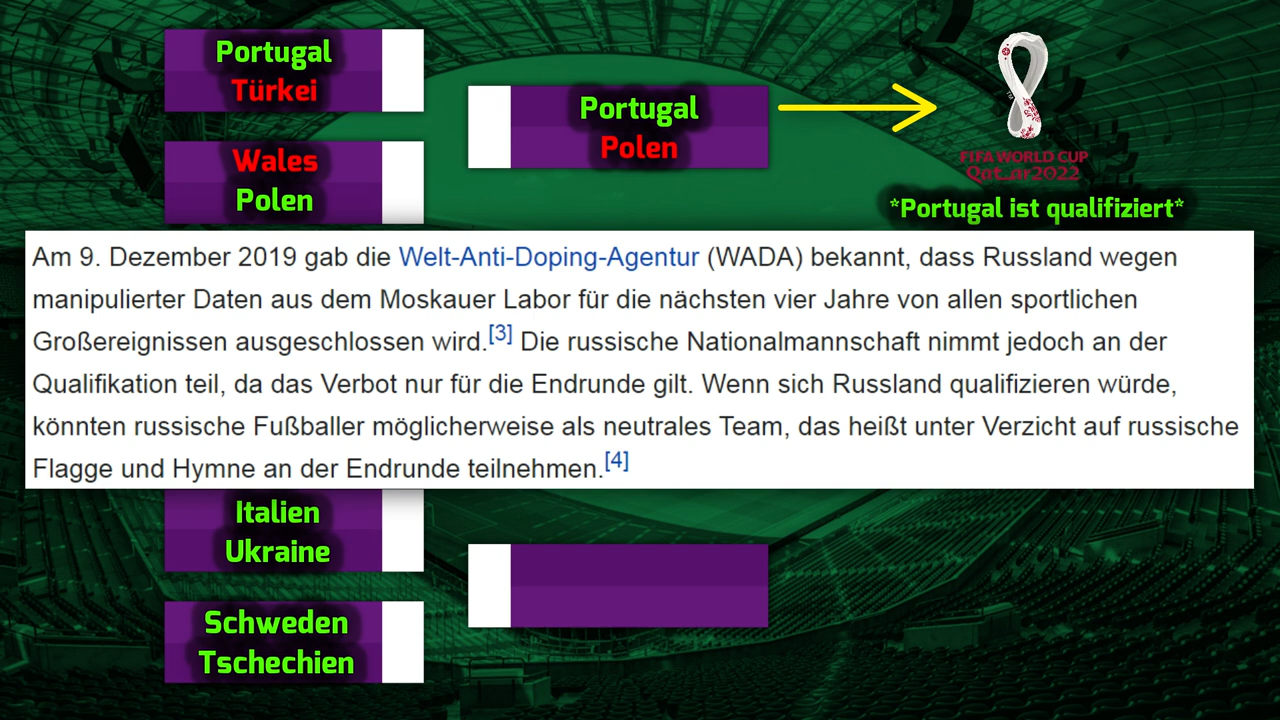 Portugal
Türkei
Wales
Polen
Portugal
Polen
FIFA WORLD CUP
Qatar2022
*Portugal ist qualifiziert*
Am 9. Dezember 2019 gab die Welt-Anti-Doping-Agentur (WADA) bekannt, dass Russland wegen
manipulierter Daten aus dem Moskauer Labor für die nächsten vier Jahre von allen sportlichen
Großereignissen ausgeschlossen wird.[3] Die russische Nationalmannschaft nimmt jedoch an der
Qualifikation teil, da das Verbot nur für die Endrunde gilt. Wenn sich Russland qualifizieren würde,
könnten russische Fußballer möglicherweise als neutrales Team, das heißt unter Verzicht auf russische
Flagge und Hymne an der Endrunde teilnehmen.[4]
Italien
Ukraine
Schweden
Tschechien